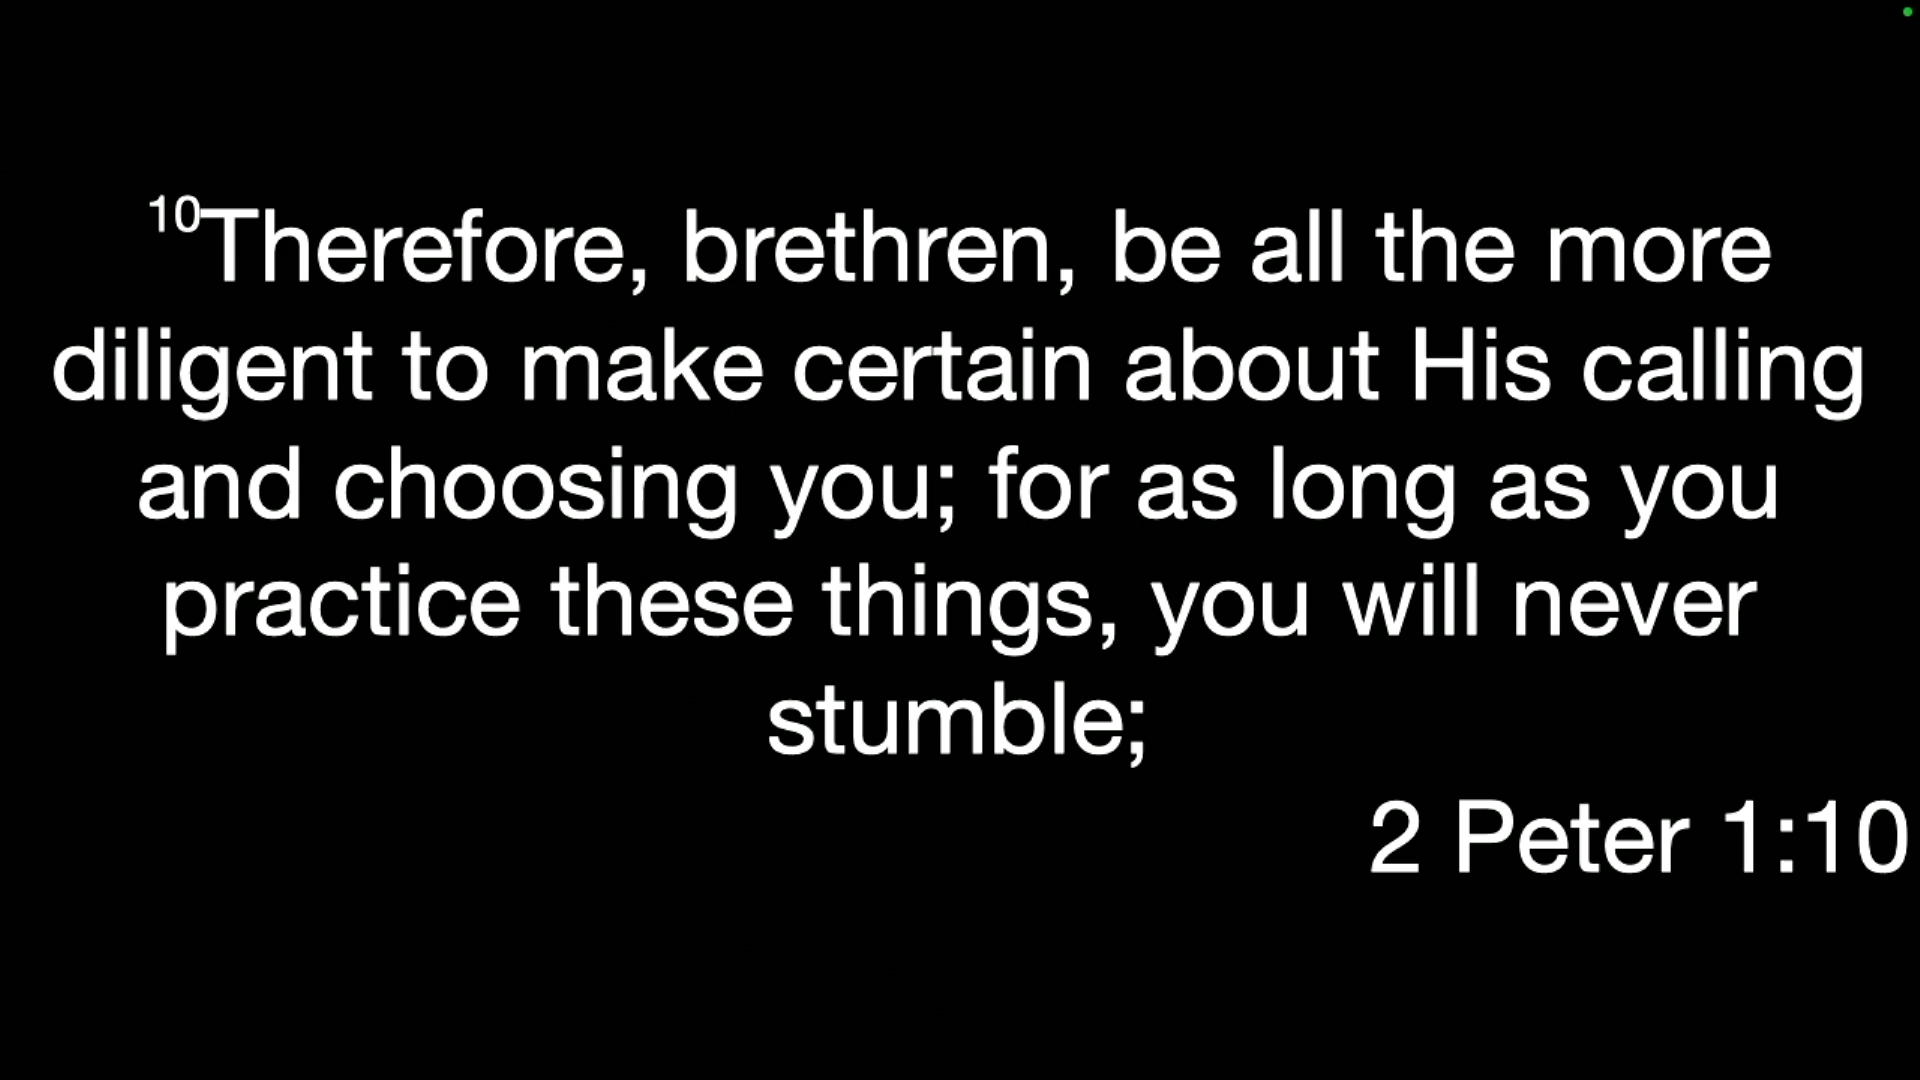 ¹⁰Therefore, brethren, be all the more
diligent to make certain about His calling
and choosing you; for as long as you
practice these things, you will never
stumble;
2 Peter 1:10